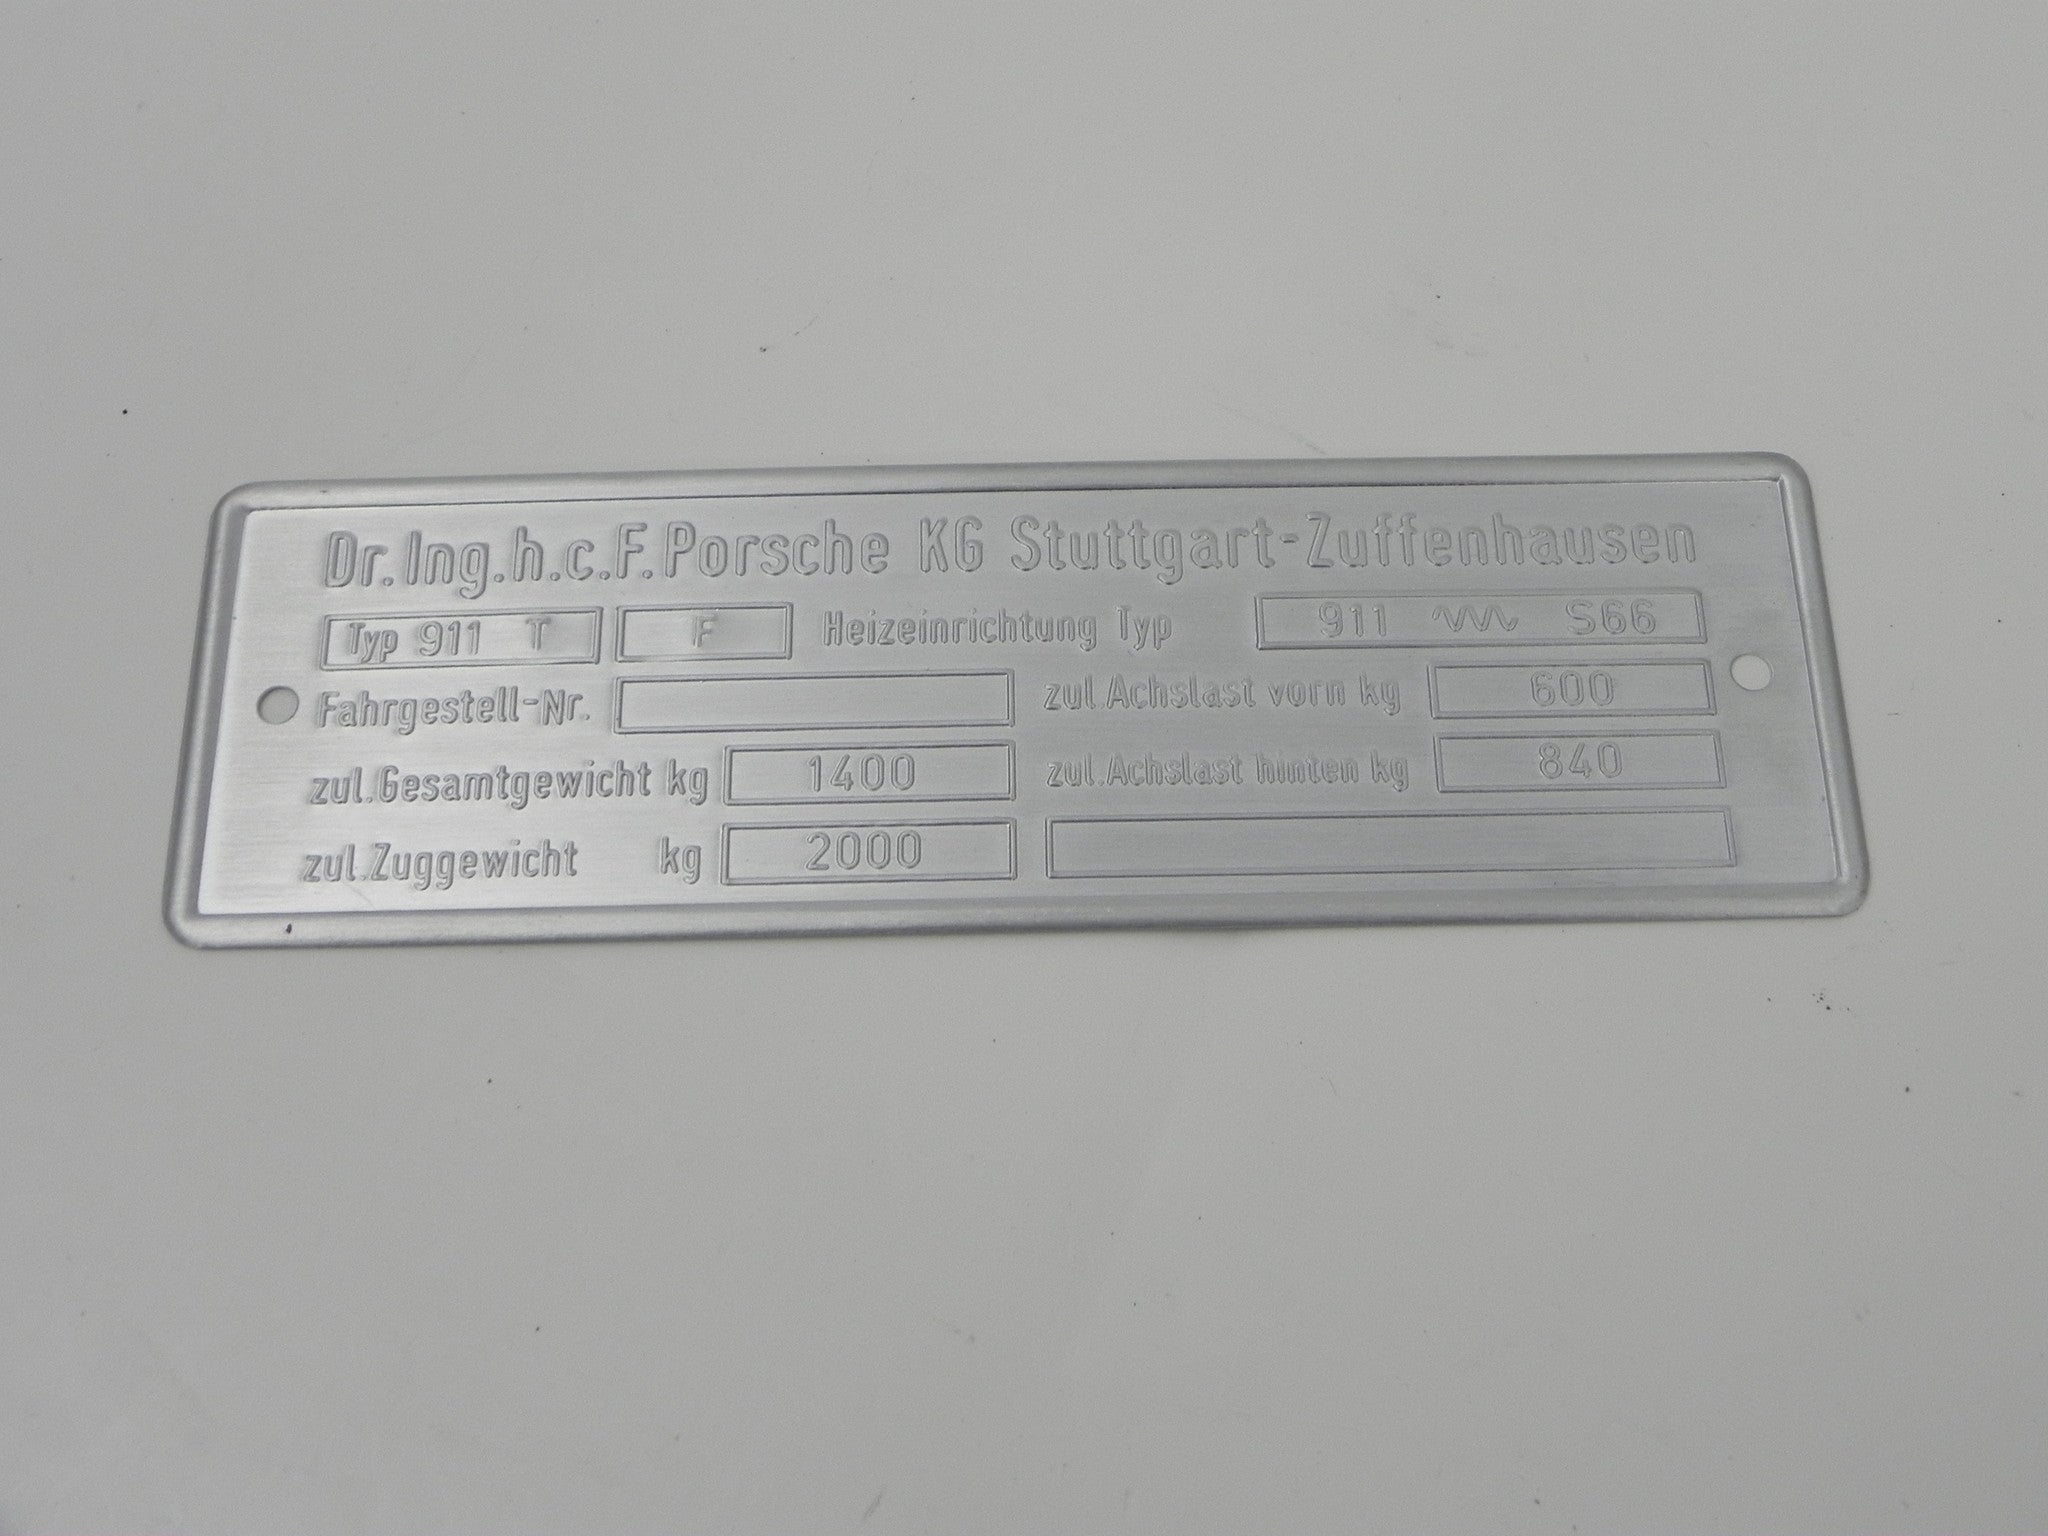 Dr.Ing.h.c.F.Porsche KG Stuttgart-Zuffenhausen
Typ 911 T F Heizeinrichtung Typ 911 S66
Fahrgestell-Nr. zul.Achslast vorn kg 600
zul.Gesamtgewicht kg 1400 zul.Achslast hinten kg 840
zul.Zuggewicht kg 2000